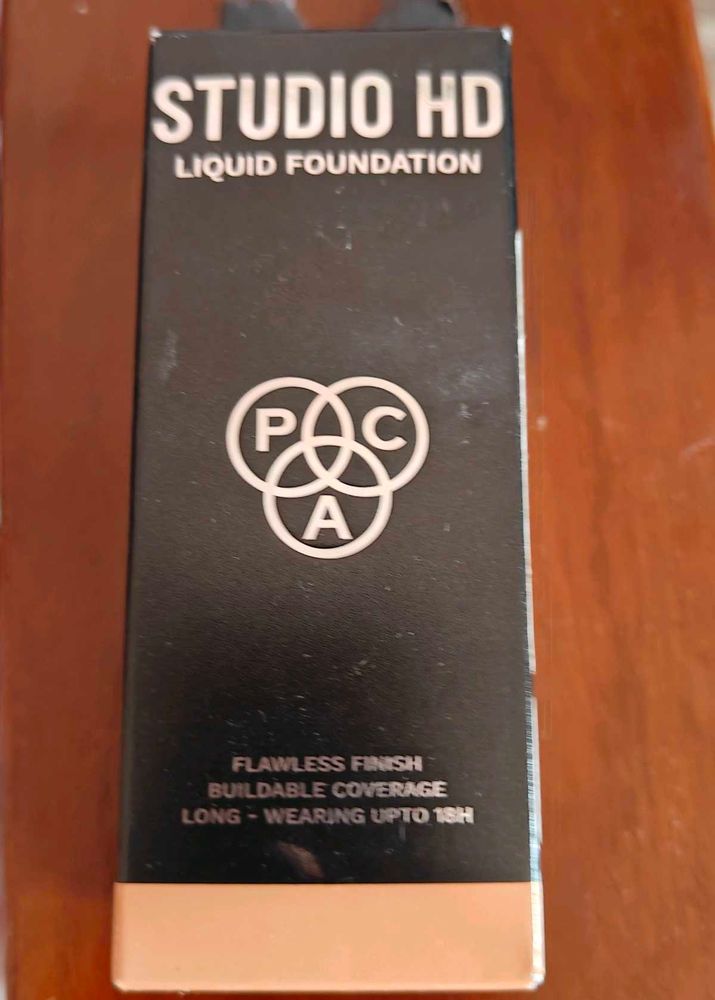 STUDIO HD
LIQUID FOUNDATION
P C
A
FLAWLESS FINISH
BUILDABLE COVERAGE
LONG - WEARING UPTO 18H